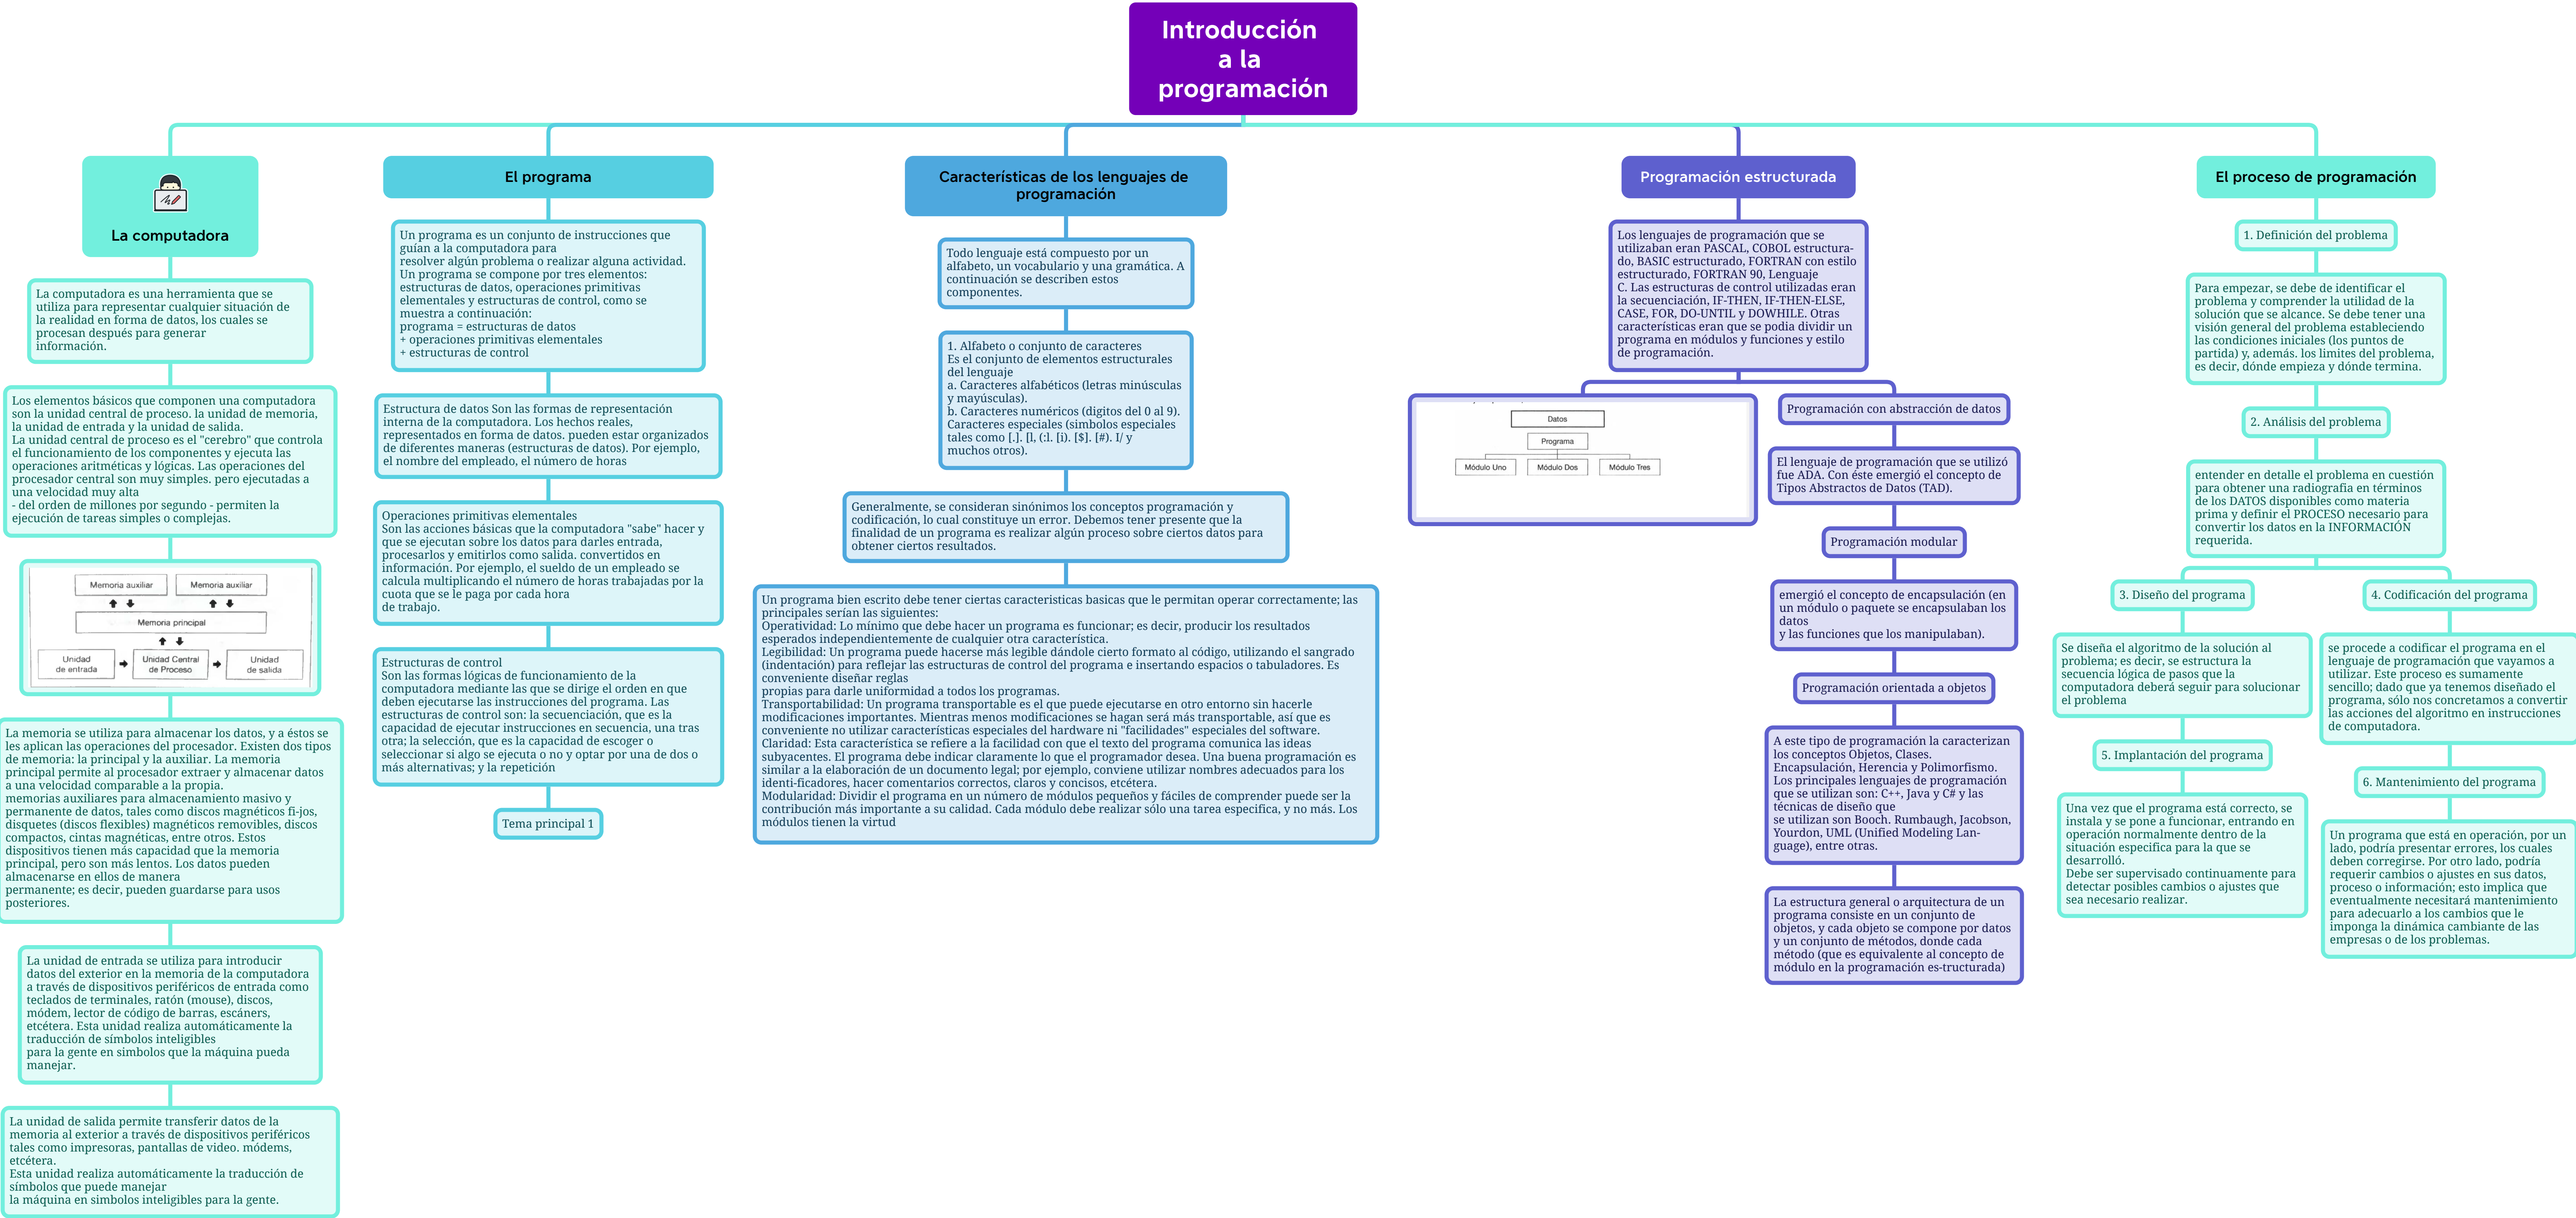 Introducción
a la
programación
La computadora
La computadora es una herramienta que se
utiliza para representar cualquier situación de
la realidad en forma de datos, los cuales se
procesan después para generar
información.
Los elementos básicos que componen una computadora
son la unidad central de proceso. la unidad de memoria,
la unidad de entrada y la unidad de salida.
La unidad central de proceso es el "cerebro" que controla
el funcionamiento de los componentes y ejecuta las
operaciones aritméticas y lógicas. Las operaciones del
procesador central son muy simples. pero ejecutadas a
una velocidad muy alta
- del orden de millones por segundo - permiten la
ejecución de tareas simples o complejas.
Memoria auxiliar Memoria auxiliar
Memoria principal
Unidad
de entrada
Unidad Central
de Proceso
Unidad
de salida
La memoria se utiliza para almacenar los datos, y a éstos se
les aplican las operaciones del procesador. Existen dos tipos
de memoria: la principal y la auxiliar. La memoria
principal permite al procesador extraer y almacenar datos
a una velocidad comparable a la propia.
memorias auxiliares para almacenamiento masivo y
permanente de datos, tales como discos magnéticos fi-jos,
disquetes (discos flexibles) magnéticos removibles, discos
compactos, cintas magnéticas, entre otros. Estos
dispositivos tienen más capacidad que la memoria
principal, pero son más lentos. Los datos pueden
almacenarse en ellos de manera
permanente; es decir, pueden guardarse para usos
posteriores.
La unidad de entrada se utiliza para introducir
datos del exterior en la memoria de la computadora
a través de dispositivos periféricos de entrada como
teclados de terminales, ratón (mouse), discos,
módem, lector de código de barras, escáners,
etcétera. Esta unidad realiza automáticamente la
traducción de símbolos inteligibles
para la gente en simbolos que la máquina pueda
manejar.
La unidad de salida permite transferir datos de la
memoria al exterior a través de dispositivos periféricos
tales como impresoras, pantallas de video. módems,
etcétera.
Esta unidad realiza automáticamente la traducción de
símbolos que puede manejar
la máquina en simbolos inteligibles para la gente.
El programa
Un programa es un conjunto de instrucciones que
guían a la computadora para
resolver algún problema o realizar alguna actividad.
Un programa se compone por tres elementos:
estructuras de datos, operaciones primitivas
elementales y estructuras de control, como se
muestra a continuación:
programa = estructuras de datos
+ operaciones primitivas elementales
+ estructuras de control
Estructura de datos Son las formas de representación
interna de la computadora. Los hechos reales,
representados en forma de datos. pueden estar organizados
de diferentes maneras (estructuras de datos). Por ejemplo,
el nombre del empleado, el número de horas
Operaciones primitivas elementales
Son las acciones básicas que la computadora "sabe" hacer y
que se ejecutan sobre los datos para darles entrada,
procesarlos y emitirlos como salida. convertidos en
información. Por ejemplo, el sueldo de un empleado se
calcula multiplicando el número de horas trabajadas por la
cuota que se le paga por cada hora
de trabajo.
Estructuras de control
Son las formas lógicas de funcionamiento de la
computadora mediante las que se dirige el orden en que
deben ejecutarse las instrucciones del programa. Las
estructuras de control son: la secuenciación, que es la
capacidad de ejecutar instrucciones en secuencia, una tras
otra; la selección, que es la capacidad de escoger o
seleccionar si algo se ejecuta o no y optar por una de dos o
más alternativas; y la repetición
Tema principal 1
Características de los lenguajes de
programación
Todo lenguaje está compuesto por un
alfabeto, un vocabulario y una gramática. A
continuación se describen estos
componentes.
1. Alfabeto o conjunto de caracteres
Es el conjunto de elementos estructurales
del lenguaje
a. Caracteres alfabéticos (letras minúsculas
y mayúsculas).
b. Caracteres numéricos (digitos del 0 al 9).
Caracteres especiales (simbolos especiales
tales como [.]. [l, (:l. [i). [$]. [#). I/ y
muchos otros).
Generalmente, se consideran sinónimos los conceptos programación y
codificación, lo cual constituye un error. Debemos tener presente que la
finalidad de un programa es realizar algún proceso sobre ciertos datos para
obtener ciertos resultados.
Un programa bien escrito debe tener ciertas caracteristicas basicas que le permitan operar correctamente; las
principales serían las siguientes:
Operatividad: Lo mínimo que debe hacer un programa es funcionar; es decir, producir los resultados
esperados independientemente de cualquier otra característica.
Legibilidad: Un programa puede hacerse más legible dándole cierto formato al código, utilizando el sangrado
(indentación) para reflejar las estructuras de control del programa e insertando espacios o tabuladores. Es
conveniente diseñar reglas
propias para darle uniformidad a todos los programas.
Transportabilidad: Un programa transportable es el que puede ejecutarse en otro entorno sin hacerle
modificaciones importantes. Mientras menos modificaciones se hagan será más transportable, así que es
conveniente no utilizar características especiales del hardware ni "facilidades" especiales del software.
Claridad: Esta característica se refiere a la facilidad con que el texto del programa comunica las ideas
subyacentes. El programa debe indicar claramente lo que el programador desea. Una buena programación es
similar a la elaboración de un documento legal; por ejemplo, conviene utilizar nombres adecuados para los
identi-ficadores, hacer comentarios correctos, claros y concisos, etcétera.
Modularidad: Dividir el programa en un número de módulos pequeños y fáciles de comprender puede ser la
contribución más importante a su calidad. Cada módulo debe realizar sólo una tarea especifica, y no más. Los
módulos tienen la virtud
Programación estructurada
Los lenguajes de programación que se
utilizaban eran PASCAL, COBOL estructura-
do, BASIC estructurado, FORTRAN con estilo
estructurado, FORTRAN 90, Lenguaje
C. Las estructuras de control utilizadas eran
la secuenciación, IF-THEN, IF-THEN-ELSE,
CASE, FOR, DO-UNTIL y DOWHILE. Otras
características eran que se podia dividir un
programa en módulos y funciones y estilo
de programación.
Datos
Programa
Módulo Uno Módulo Dos Módulo Tres
Programación con abstracción de datos
El lenguaje de programación que se utilizó
fue ADA. Con éste emergió el concepto de
Tipos Abstractos de Datos (TAD).
Programación modular
emergió el concepto de encapsulación (en
un módulo o paquete se encapsulaban los
datos
y las funciones que los manipulaban).
Programación orientada a objetos
A este tipo de programación la caracterizan
los conceptos Objetos, Clases.
Encapsulación, Herencia y Polimorfismo.
Los principales lenguajes de programación
que se utilizan son: C++, Java y C# y las
técnicas de diseño que
se utilizan son Booch. Rumbaugh, Jacobson,
Yourdon, UML (Unified Modeling Lan-
guage), entre otras.
La estructura general o arquitectura de un
programa consiste en un conjunto de
objetos, y cada objeto se compone por datos
y un conjunto de métodos, donde cada
método (que es equivalente al concepto de
módulo en la programación es-tructurada)
El proceso de programación
1. Definición del problema
Para empezar, se debe de identificar el
problema y comprender la utilidad de la
solución que se alcance. Se debe tener una
visión general del problema estableciendo
las condiciones iniciales (los puntos de
partida) y, además. los limites del problema,
es decir, dónde empieza y dónde termina.
2. Análisis del problema
entender en detalle el problema en cuestión
para obtener una radiografia en términos
de los DATOS disponibles como materia
prima y definir el PROCESO necesario para
convertir los datos en la INFORMACIÓN
requerida.
3. Diseño del programa
Se diseña el algoritmo de la solución al
problema; es decir, se estructura la
secuencia lógica de pasos que la
computadora deberá seguir para solucionar
el problema
5. Implantación del programa
Una vez que el programa está correcto, se
instala y se pone a funcionar, entrando en
operación normalmente dentro de la
situación especifica para la que se
desarrolló.
Debe ser supervisado continuamente para
detectar posibles cambios o ajustes que
sea necesario realizar.
4. Codificación del programa
se procede a codificar el programa en el
lenguaje de programación que vayamos a
utilizar. Este proceso es sumamente
sencillo; dado que ya tenemos diseñado el
programa, sólo nos concretamos a convertir
las acciones del algoritmo en instrucciones
de computadora.
6. Mantenimiento del programa
Un programa que está en operación, por un
lado, podría presentar errores, los cuales
deben corregirse. Por otro lado, podría
requerir cambios o ajustes en sus datos,
proceso o información; esto implica que
eventualmente necesitará mantenimiento
para adecuarlo a los cambios que le
imponga la dinámica cambiante de las
empresas o de los problemas.